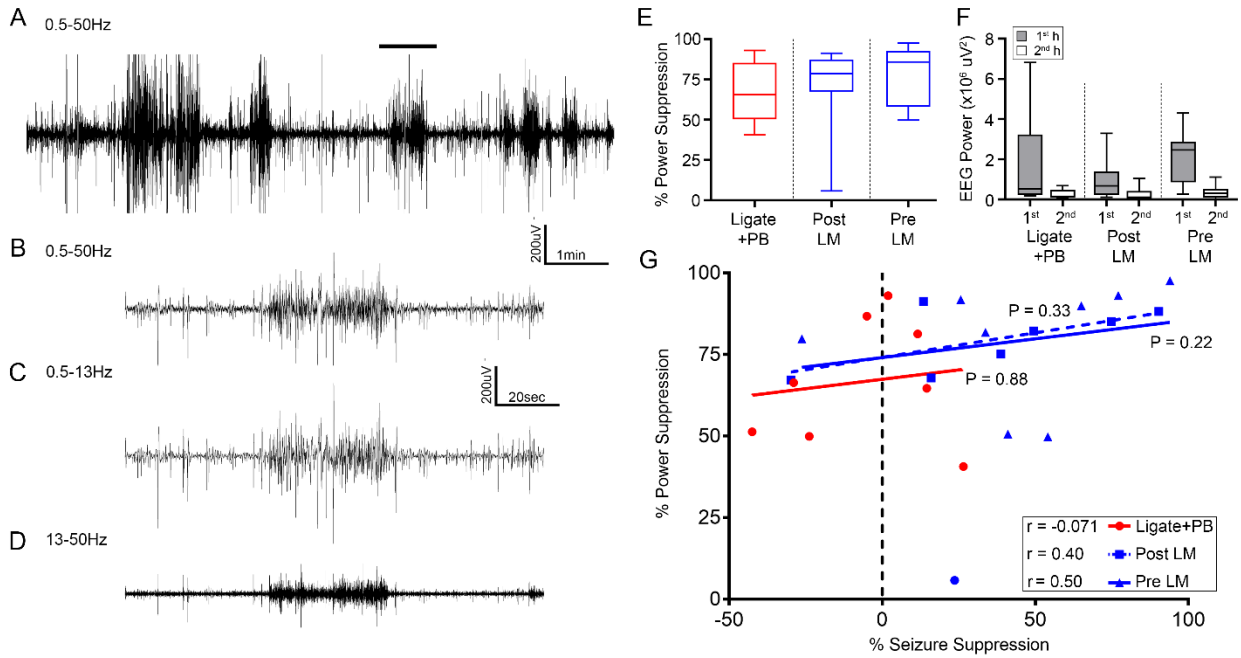 A
0.5-50Hz
200uV
1min
B
0.5-50Hz
C
0.5-13Hz
200uV
20sec
D
13-50Hz
E
% Power Suppression
100
75
50
25
0
Ligate
+PB
Post
LM
Pre
LM
F
EEG Power (x10⁶ uV²)
8
6
4
2
0
1st h
2nd h
1st 2nd 1st 2nd 1st 2nd
Ligate
+PB
Post
LM
Pre
LM
G
% Power Suppression
100
75
50
25
0
P = 0.33
P = 0.22
P = 0.88
r = -0.071 Ligate+PB
r = 0.40 Post LM
r = 0.50 Pre LM
-50 0 50 100
% Seizure Suppression